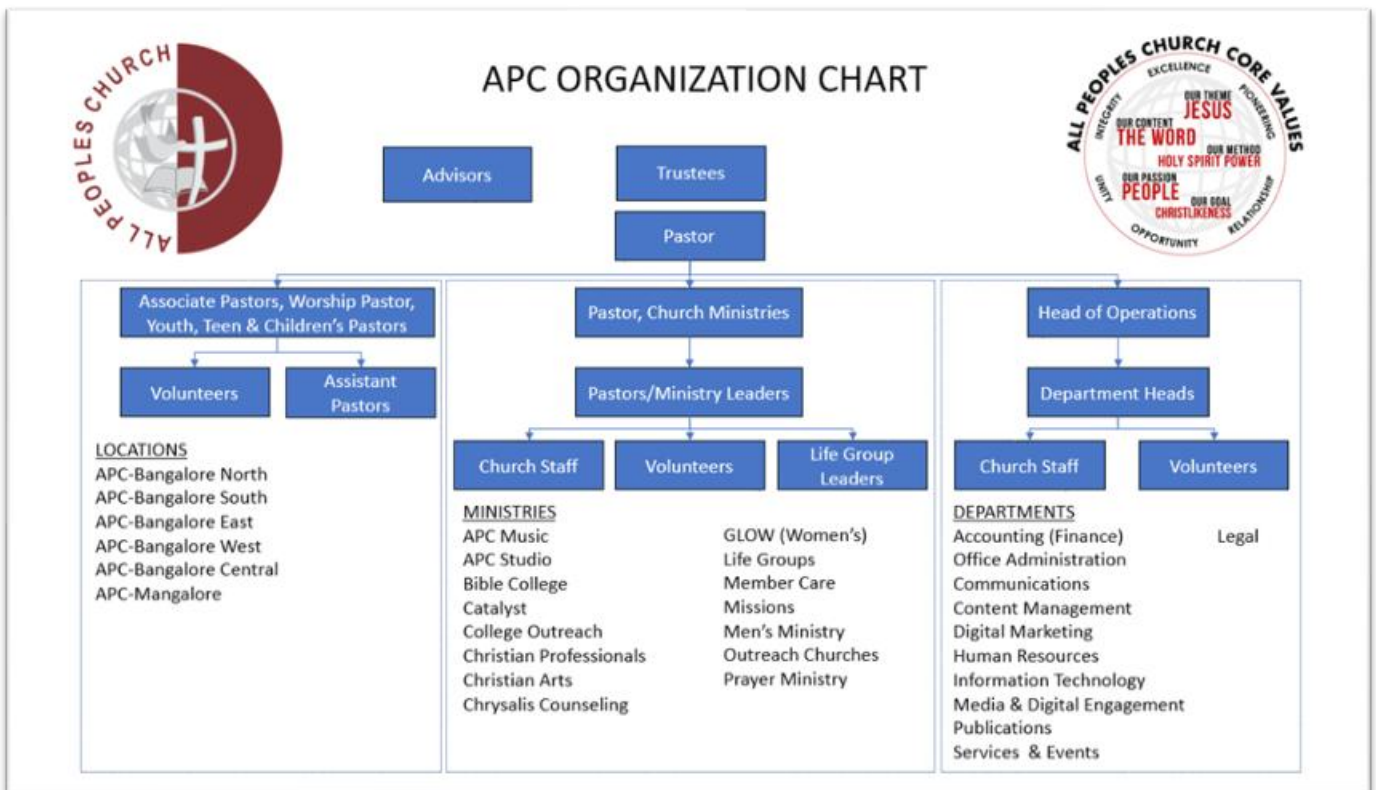 ALL PEOPLES CHURCH
APC ORGANIZATION CHART
ALL PEOPLES CHURCH CORE VALUES
INTEGRITY
EXCELLENCE
PIONEERING
RELATIONSHIP
OPPORTUNITY
UNITY
OUR THEME
JESUS
OUR CONTENT
THE WORD
OUR METHOD
HOLY SPIRIT POWER
OUR PASSION
PEOPLE
OUR GOAL
CHRISTLIKENESS
Advisors
Trustees
Pastor
Associate Pastors, Worship Pastor,
Youth, Teen & Children's Pastors
Volunteers
Assistant
Pastors
LOCATIONS
APC-Bangalore North
APC-Bangalore South
APC-Bangalore East
APC-Bangalore West
APC-Bangalore Central
APC-Mangalore
Pastor, Church Ministries
Pastors/Ministry Leaders
Church Staff
Volunteers
Life Group
Leaders
MINISTRIES
APC Music
APC Studio
Bible College
Catalyst
College Outreach
Christian Professionals
Christian Arts
Chrysalis Counseling
GLOW (Women's)
Life Groups
Member Care
Missions
Men's Ministry
Outreach Churches
Prayer Ministry
Head of Operations
Department Heads
Church Staff
Volunteers
DEPARTMENTS
Accounting (Finance)
Office Administration
Communications
Content Management
Digital Marketing
Human Resources
Information Technology
Media & Digital Engagement
Publications
Services & Events
Legal